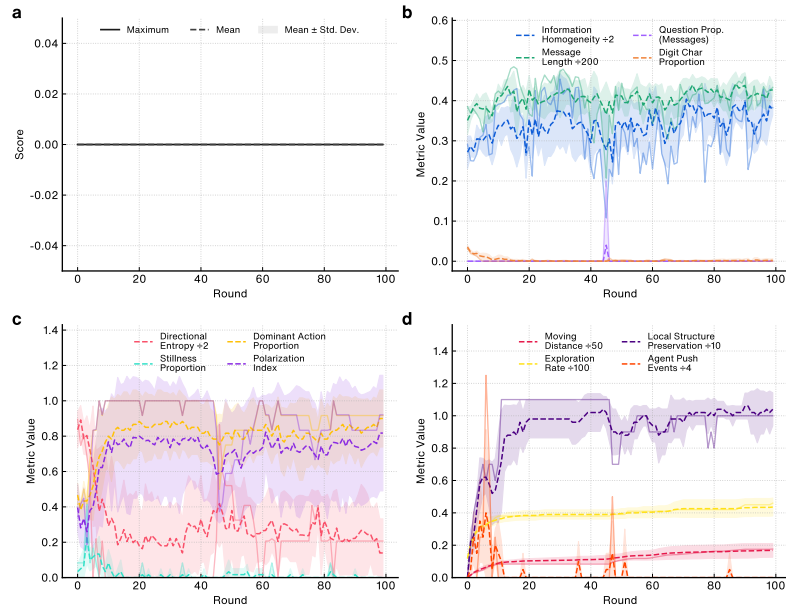 a
Maximum Mean Mean ± Std. Dev.
0.04
0.02
0.00
-0.02
-0.04
Score
0 20 40 60 80 100
Round
b
Information Homogeneity ÷2
Message Length ÷200
Question Prop. (Messages)
Digit Char Proportion
0.6
0.5
0.4
0.3
0.2
0.1
0.0
Metric Value
0 20 40 60 80 100
Round
c
Directional Entropy ÷2
Stillness Proportion
Dominant Action Proportion
Polarization Index
1.4
1.2
1.0
0.8
0.6
0.4
0.2
0.0
Metric Value
0 20 40 60 80 100
Round
d
Moving Distance ÷50
Exploration Rate ÷100
Local Structure Preservation ÷10
Agent Push Events ÷4
1.4
1.2
1.0
0.8
0.6
0.4
0.2
0.0
Metric Value
0 20 40 60 80 100
Round